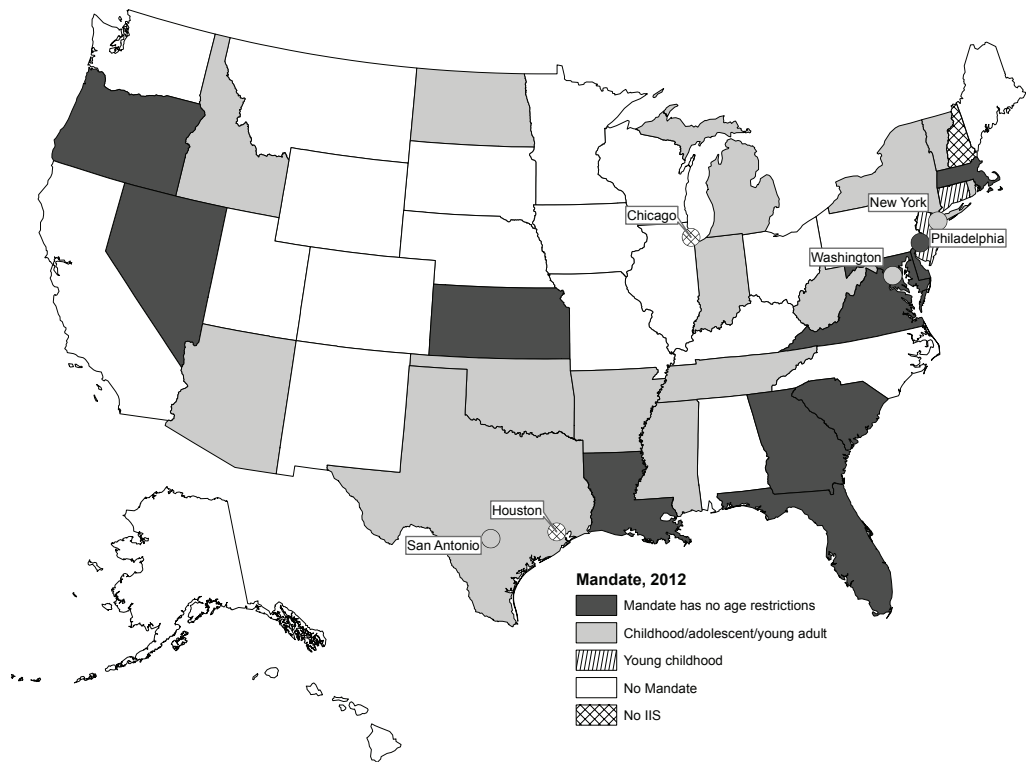 New York
Chicago
Philadelphia
Washington
Houston
San Antonio
Mandate, 2012
Mandate has no age restrictions
Childhood/adolescent/young adult
Young childhood
No Mandate
No IIS